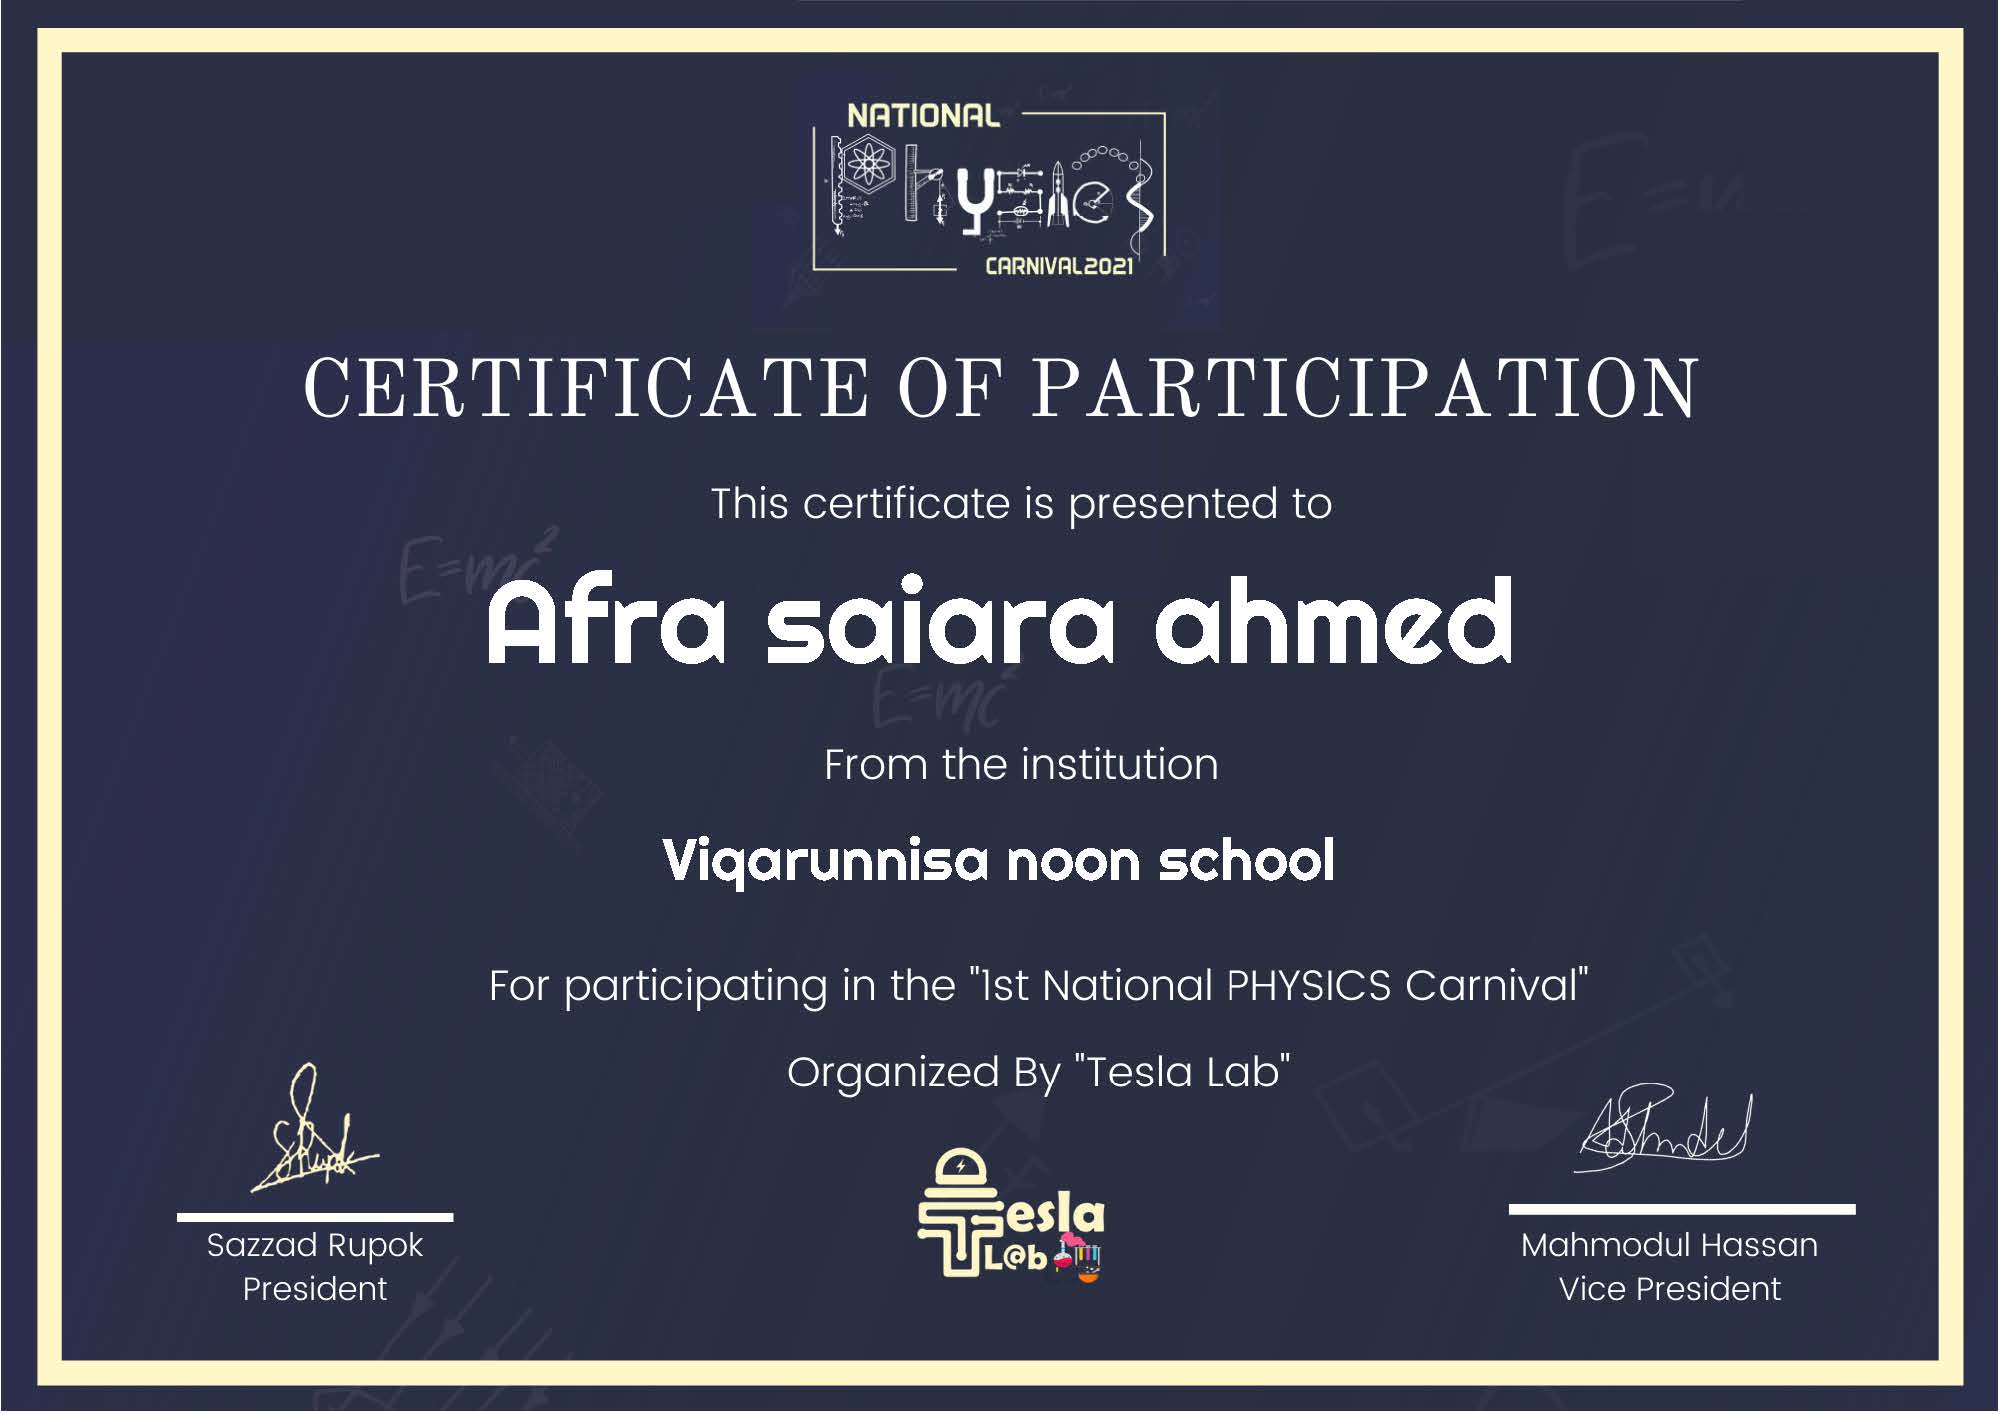 NATIONAL
Physics
CARNIVAL2021
CERTIFICATE OF PARTICIPATION
This certificate is presented to
E=mc²
Afra saiara ahmed
E=mc²
From the institution
Viqarunnisa noon school
For participating in the "1st National PHYSICS Carnival"
Organized By "Tesla Lab"
Tesla
L@b
Sazzad Rupok
President
Mahmodul Hassan
Vice President